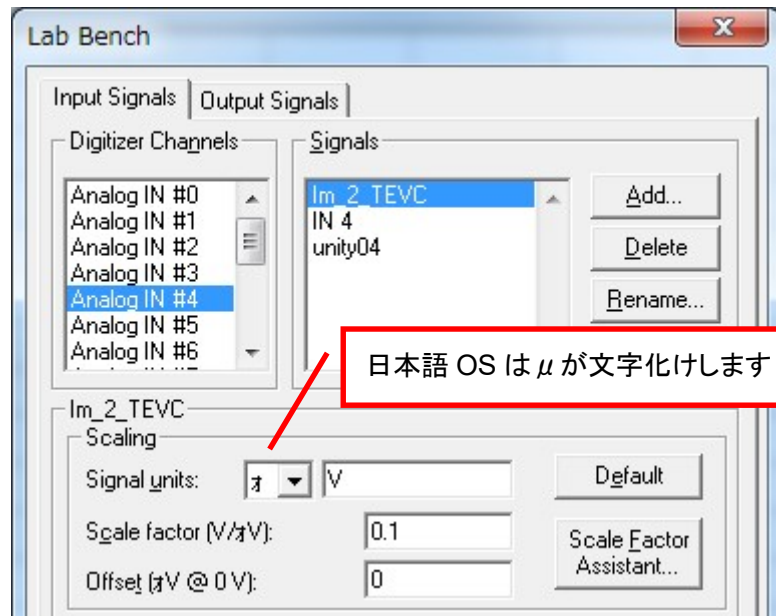 Lab Bench
Input Signals
Output Signals
Digitizer Channels
Analog IN #0
Analog IN #1
Analog IN #2
Analog IN #3
Analog IN #4
Analog IN #5
Analog IN #6
Signals
Im_2_TEVC
IN 4
unity04
Add...
Delete
Rename...
日本語 OS は μ が文字化けします
Im_2_TEVC
Scaling
Signal units: ｵ V
Default
Scale factor (V/ｵV): 0.1
Scale Factor Assistant...
Offset (ｵV @ 0 V): 0